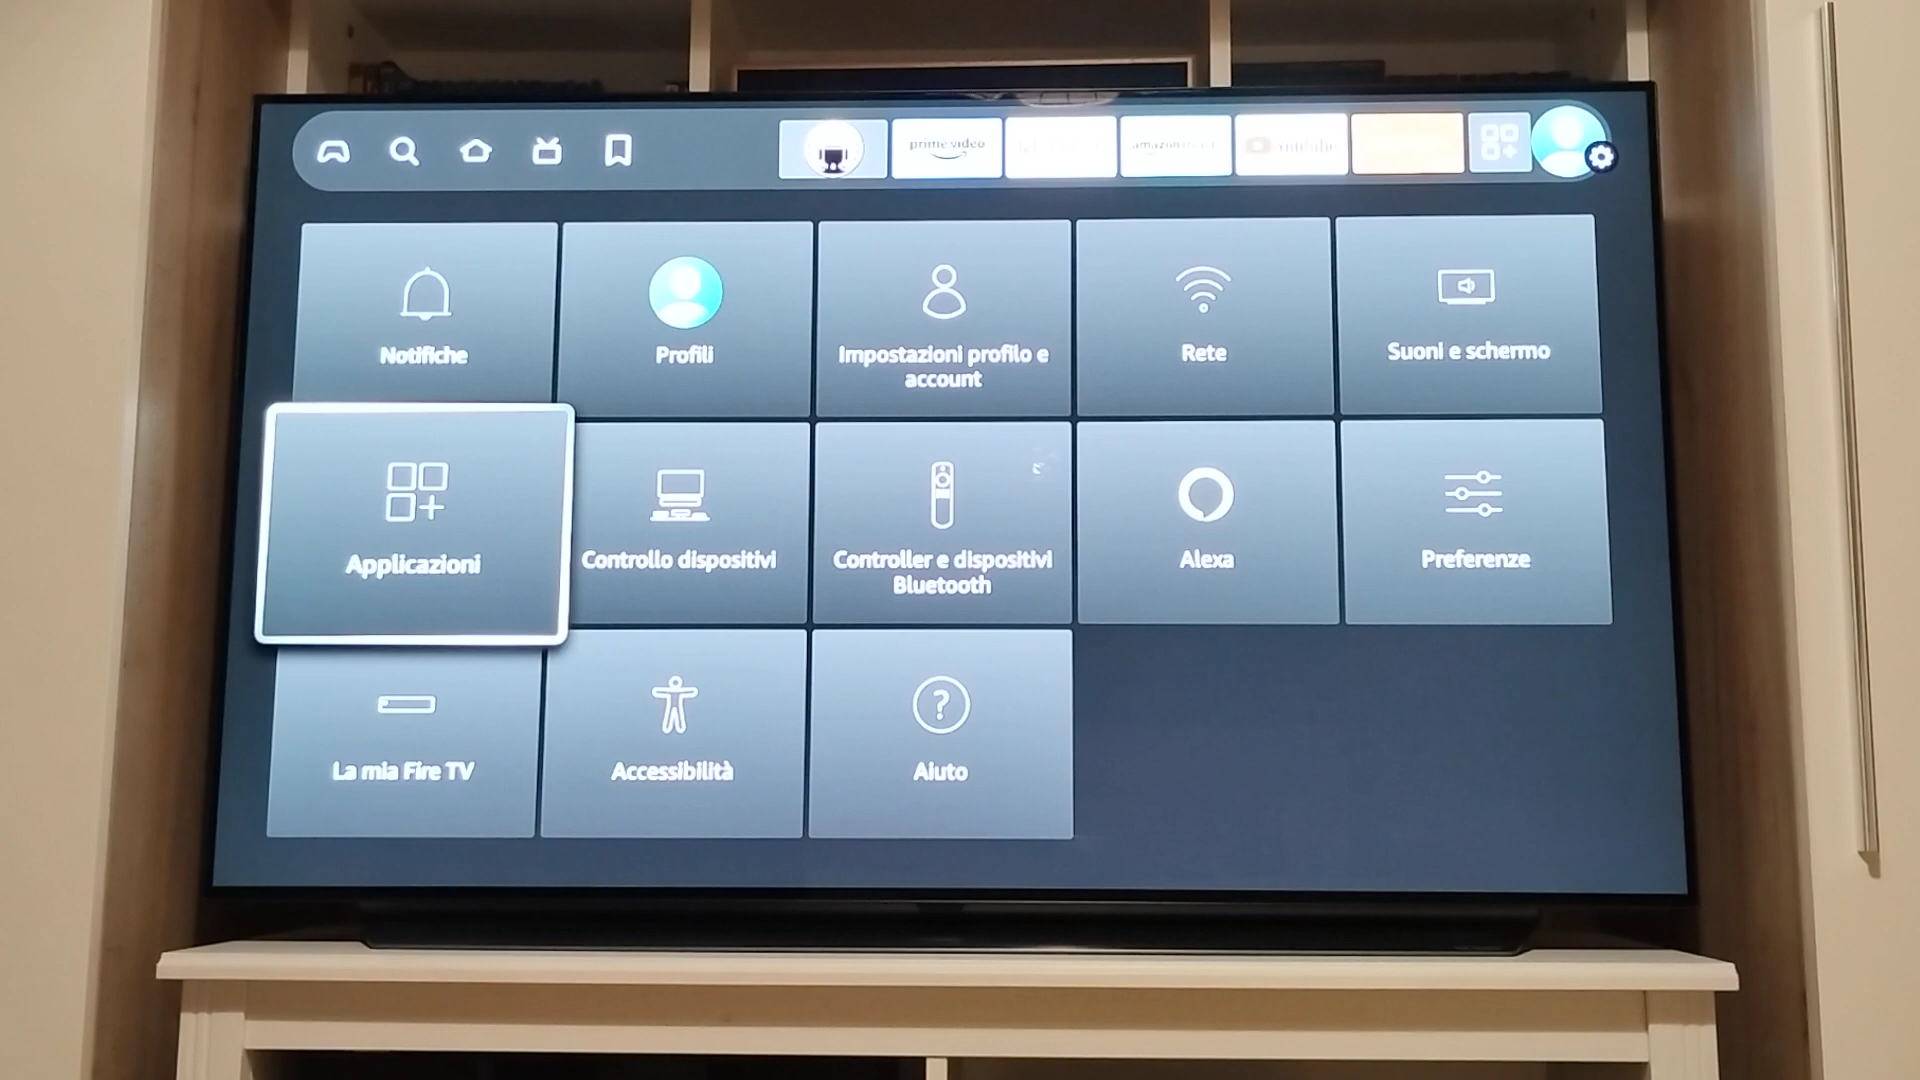 prime video
Notifiche
Profili
Impostazioni profilo e
account
Rete
Suoni e schermo
Applicazioni
Controllo dispositivi
Controller e dispositivi
Bluetooth
Alexa
Preferenze
La mia Fire TV
Accessibilità
Aiuto